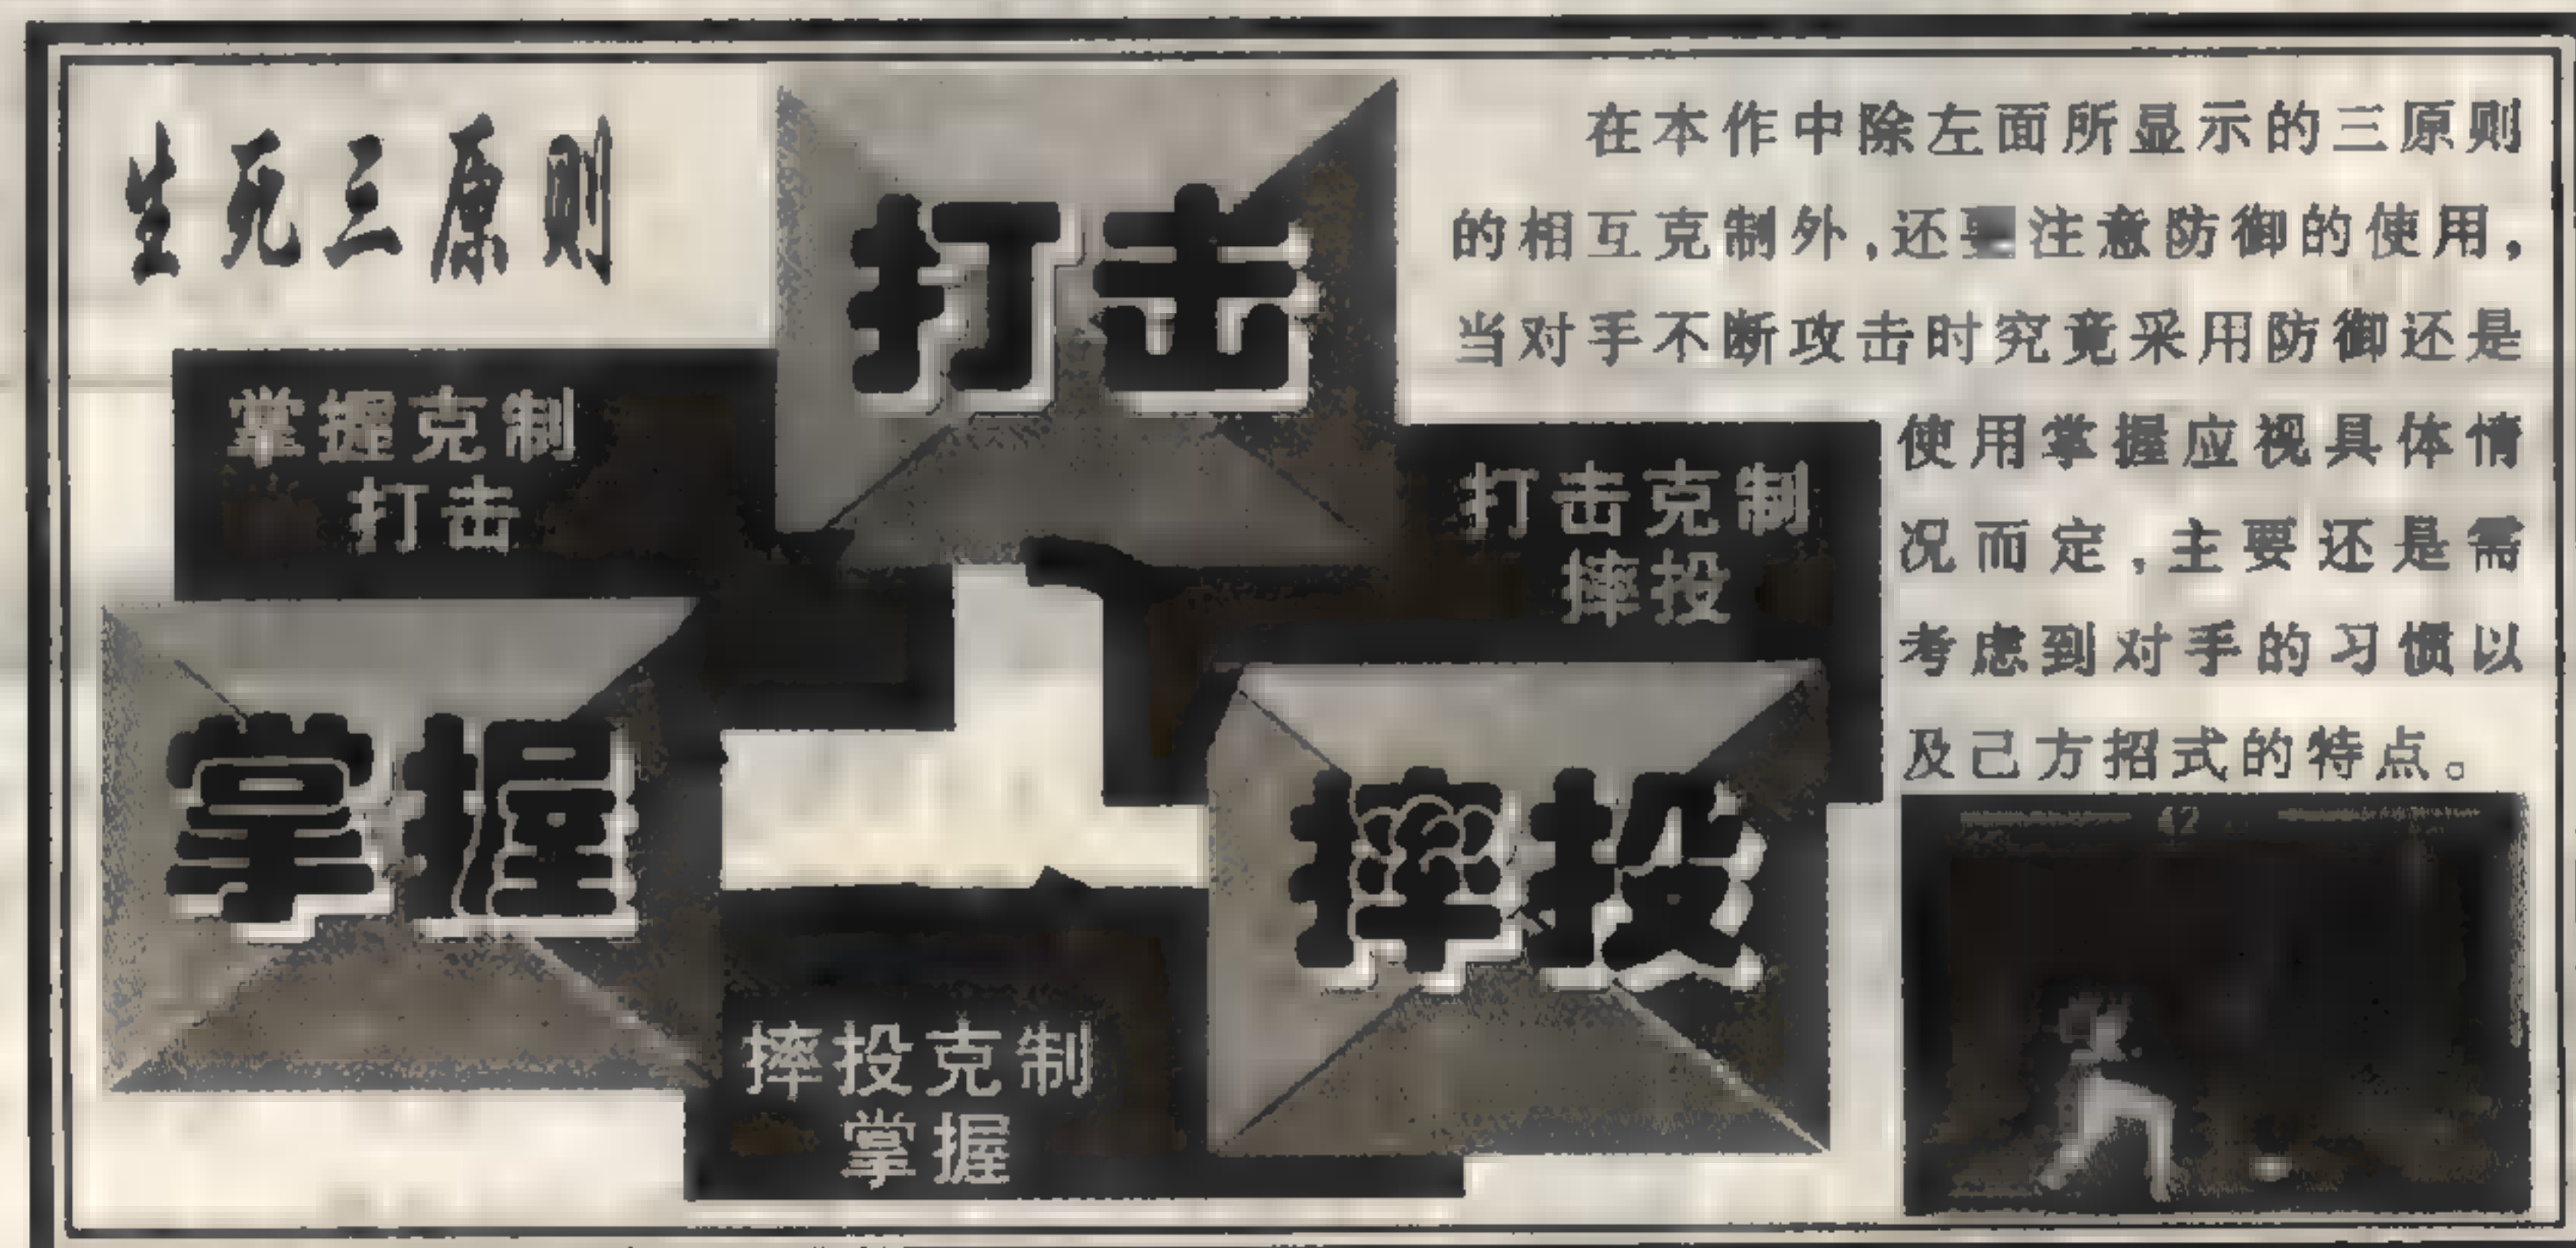 生死三原则
打击
掌握克制
打击
打击克制
摔投
掌握
摔投
摔投克制
掌握
在本作中除左面所显示的三原则
的相互克制外,还要注意防御的使用,
当对手不断攻击时究竟采用防御还是
使用掌握应视具体情
况而定,主要还是需
考虑到对手的习惯以
及己方招式的特点。
42